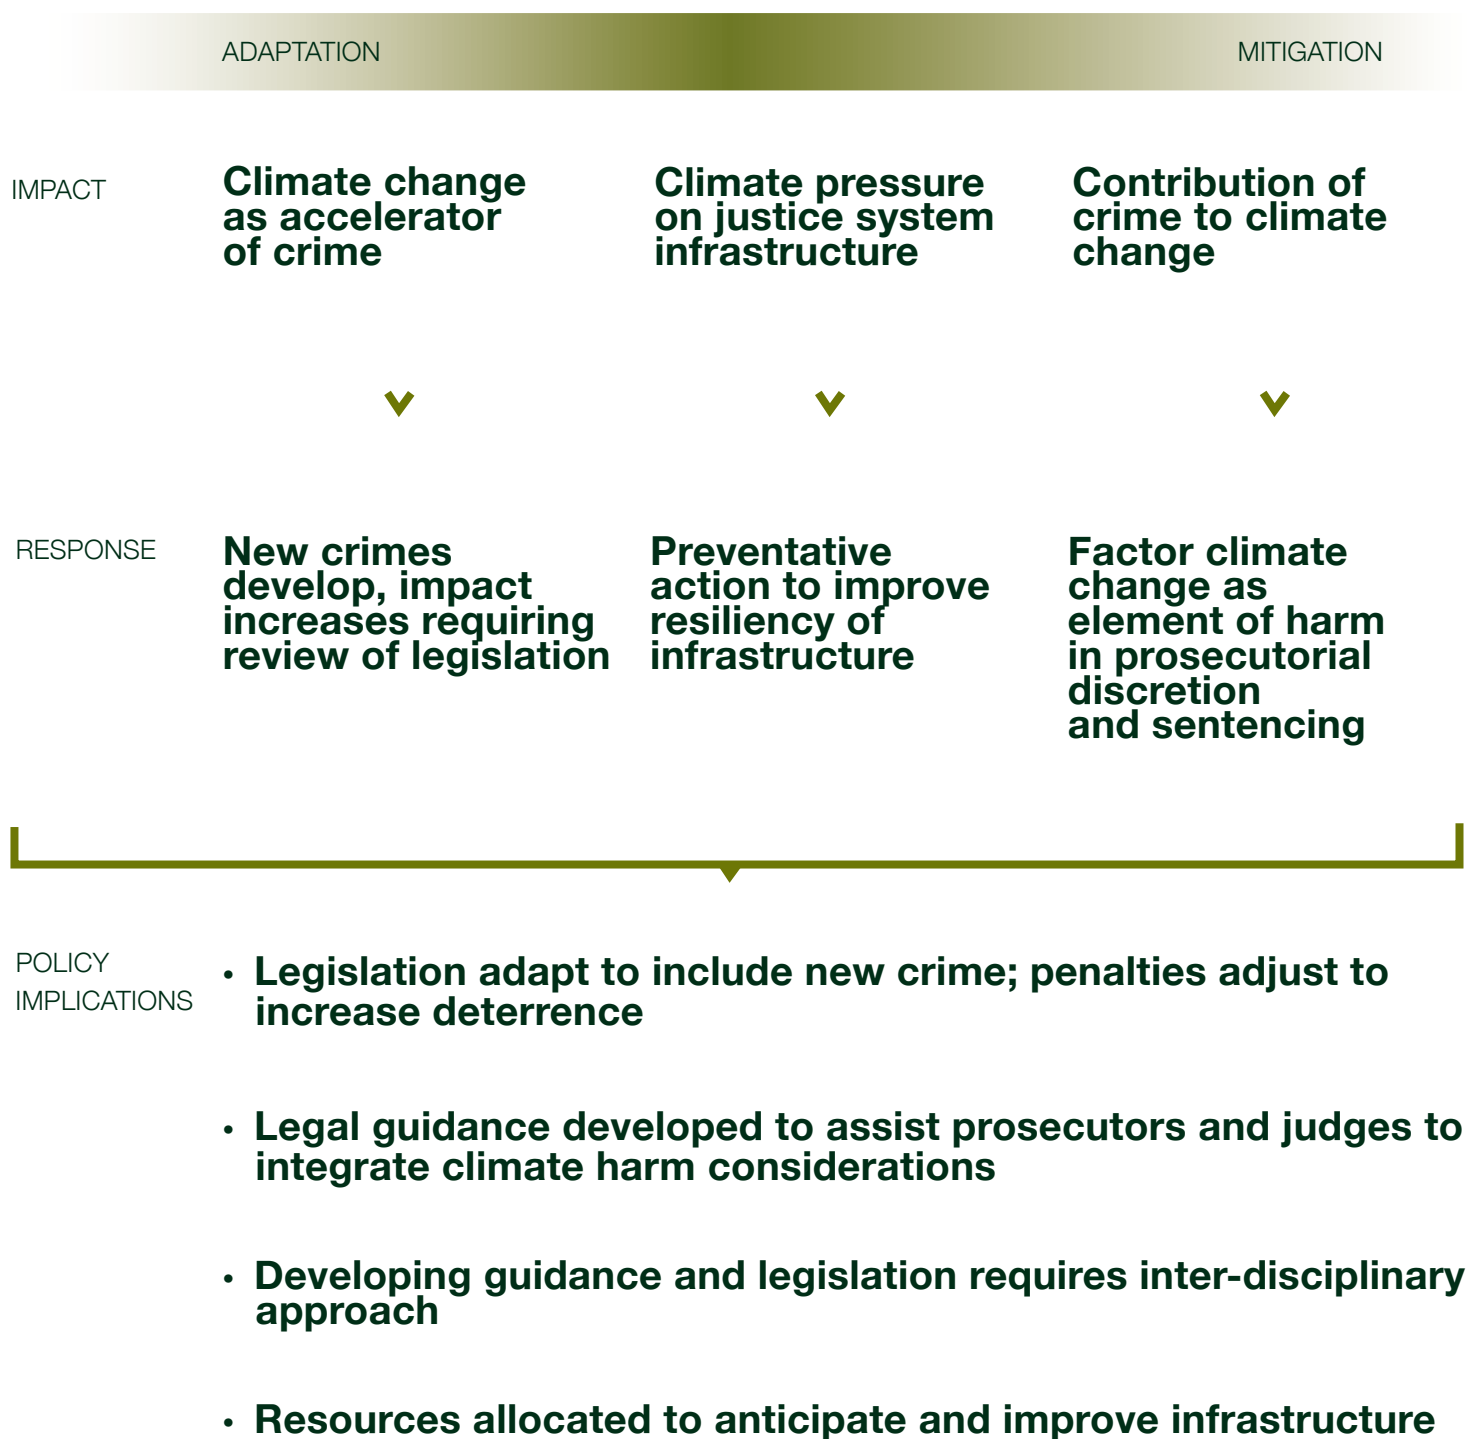 ADAPTATION
MITIGATION
IMPACT
Climate change
as accelerator
of crime
Climate pressure
on justice system
infrastructure
Contribution of
crime to climate
change
RESPONSE
New crimes
develop, impact
increases requiring
review of legislation
Preventative
action to improve
resiliency of
infrastructure
Factor climate
change as
element of harm
in prosecutorial
discretion
and sentencing
POLICY
IMPLICATIONS
• Legislation adapt to include new crime; penalties adjust to
increase deterrence
• Legal guidance developed to assist prosecutors and judges to
integrate climate harm considerations
• Developing guidance and legislation requires inter-disciplinary
approach
• Resources allocated to anticipate and improve infrastructure